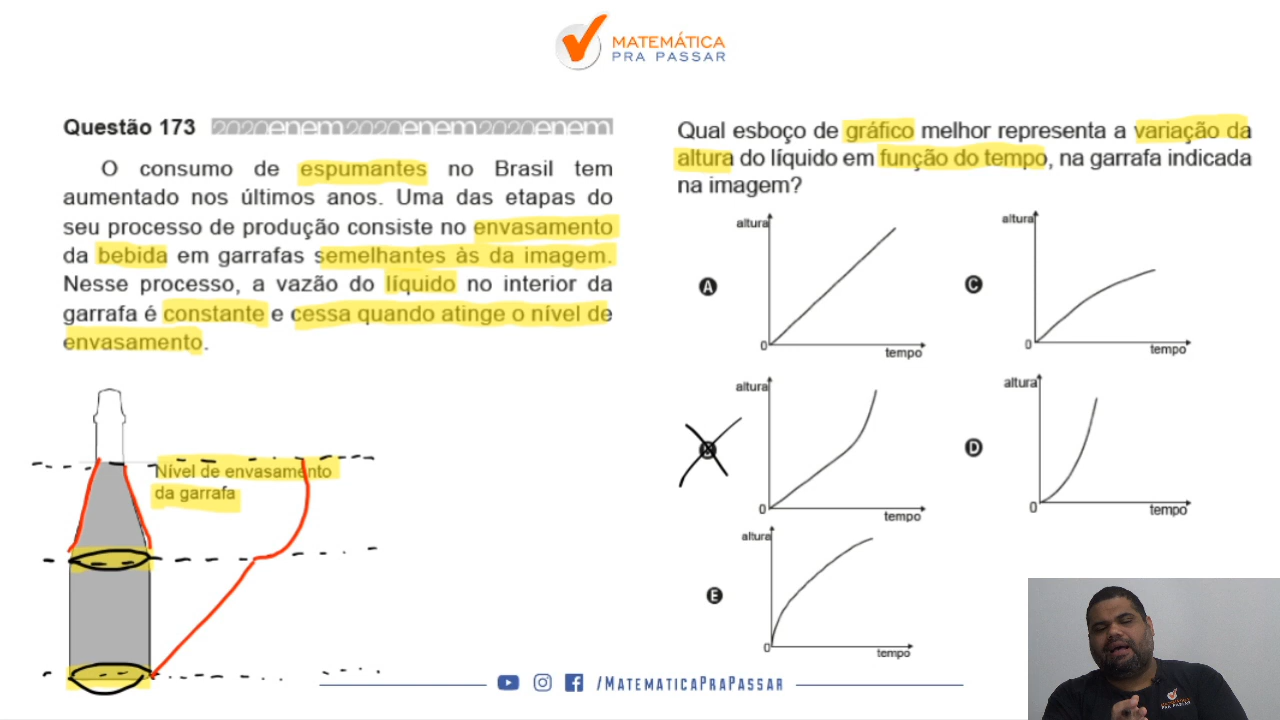 MATEMÁTICA
PRA PASSAR
Questão 173 2020enem2020enem2020enem
O consumo de espumantes no Brasil tem
aumentado nos últimos anos. Uma das etapas do
seu processo de produção consiste no envasamento
da bebida em garrafas semelhantes às da imagem.
Nesse processo, a vazão do líquido no interior da
garrafa é constante e cessa quando atinge o nível de
envasamento.
Nível de envasamento
da garrafa
Qual esboço de gráfico melhor representa a variação da
altura do líquido em função do tempo, na garrafa indicada
na imagem?
A
altura
0
tempo
altura
0
tempo
C
altura
0
tempo
D
altura
0
tempo
E
altura
0
tempo
/MatematicaPraPassar
PRA PASSAR